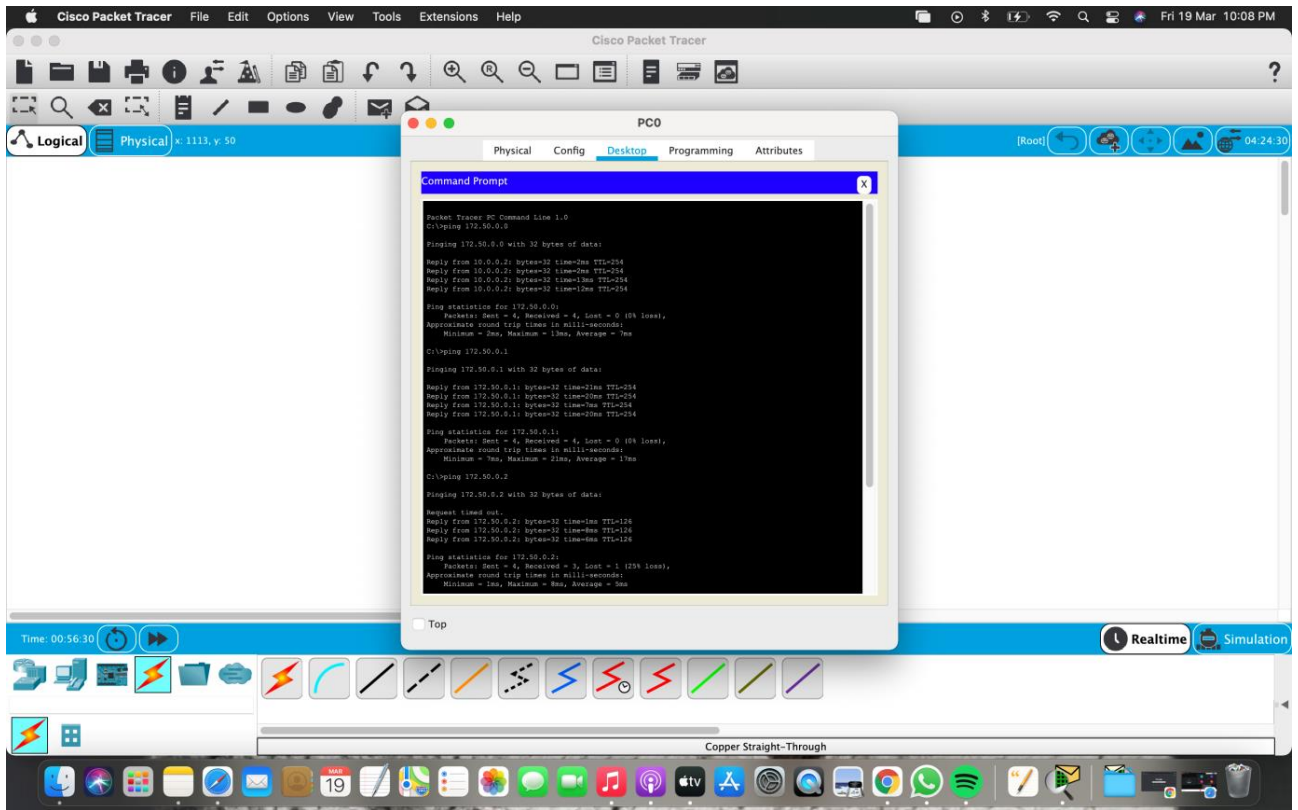 Cisco Packet Tracer File Edit Options View Tools Extensions Help
Fri 19 Mar 10:08 PM
Cisco Packet Tracer
?
Logical
Physical
x: 1113, y: 50
[Root]
04:24:30
PC0
Physical Config Desktop Programming Attributes
Command Prompt
X
Packet Tracer PC Command Line 1.0
C:\>ping 172.50.0.0
Pinging 172.50.0.0 with 32 bytes of data:
Reply from 10.0.0.2: bytes=32 time=2ms TTL=254
Reply from 10.0.0.2: bytes=32 time=2ms TTL=254
Reply from 10.0.0.2: bytes=32 time=13ms TTL=254
Reply from 10.0.0.2: bytes=32 time=12ms TTL=254
Ping statistics for 172.50.0.0:
Packets: Sent = 4, Received = 4, Lost = 0 (0% loss),
Approximate round trip times in milli-seconds:
Minimum = 2ms, Maximum = 13ms, Average = 7ms
C:\>ping 172.50.0.1
Pinging 172.50.0.1 with 32 bytes of data:
Reply from 172.50.0.1: bytes=32 time=21ms TTL=254
Reply from 172.50.0.1: bytes=32 time=20ms TTL=254
Reply from 172.50.0.1: bytes=32 time=7ms TTL=254
Reply from 172.50.0.1: bytes=32 time=20ms TTL=254
Ping statistics for 172.50.0.1:
Packets: Sent = 4, Received = 4, Lost = 0 (0% loss),
Approximate round trip times in milli-seconds:
Minimum = 7ms, Maximum = 21ms, Average = 17ms
C:\>ping 172.50.0.2
Pinging 172.50.0.2 with 32 bytes of data:
Request timed out.
Reply from 172.50.0.2: bytes=32 time=1ms TTL=126
Reply from 172.50.0.2: bytes=32 time=8ms TTL=126
Reply from 172.50.0.2: bytes=32 time=6ms TTL=126
Ping statistics for 172.50.0.2:
Packets: Sent = 4, Received = 3, Lost = 1 (25% loss),
Approximate round trip times in milli-seconds:
Minimum = 1ms, Maximum = 8ms, Average = 5ms
Top
Time: 00:56:30
Realtime
Simulation
Copper Straight-Through
MAR
19
tv